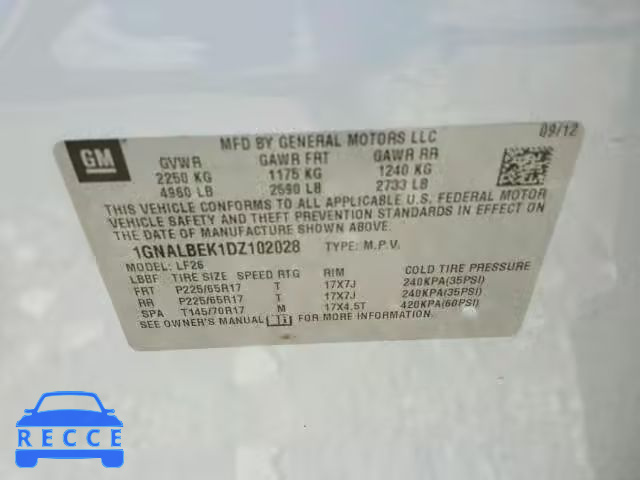 GM
MFD BY GENERAL MOTORS LLC 09/12
GVWR GAWR FRT GAWR RR
2250 KG 1175 KG 1240 KG
4960 LB 2590 LB 2733 LB
THIS VEHICLE CONFORMS TO ALL APPLICABLE U.S. FEDERAL MOTOR
VEHICLE SAFETY AND THEFT PREVENTION STANDARDS IN EFFECT ON
THE DATE OF MANUFACTURE SHOWN ABOVE.
1GNALBEK1DZ102028 TYPE: M.P.V.
MODEL: LF26
LBBF TIRE SIZE SPEED RTG RIM COLD TIRE PRESSURE
FRT P225/65R17 T 17X7J 240KPA(35PSI)
RR P225/65R17 T 17X7J 240KPA(35PSI)
SPA T145/70R17 M 17X4.5T 420KPA(60PSI)
SEE OWNER'S MANUAL FOR MORE INFORMATION.
RECCE